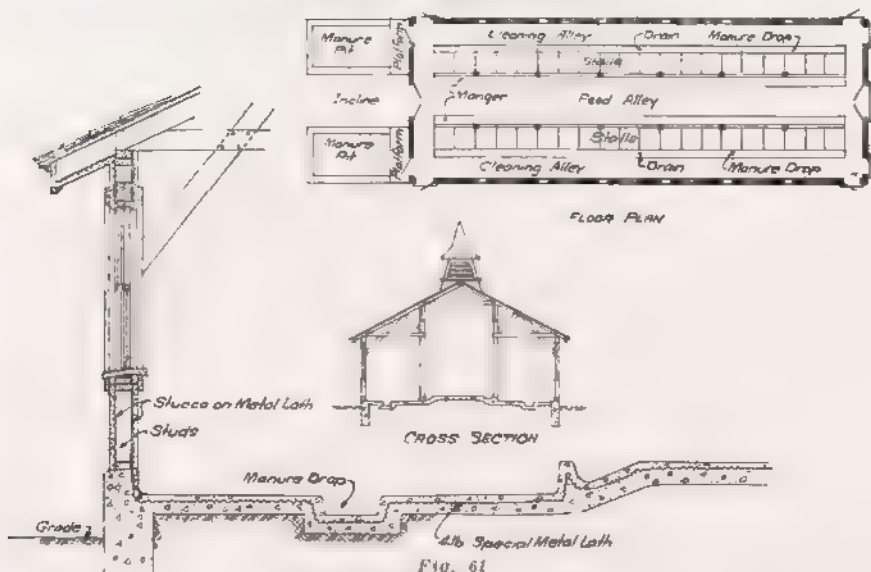 Manure
Pit
Platform
Cleaning Alley
Drain
Manure Drop
Stalls
Incline
Manger
Feed Alley
Manure
Pit
Platform
Stalls
Cleaning Alley
Drain
Manure Drop
FLOOR PLAN
Stucco on Metal Lath
Studs
CROSS SECTION
Manure Drop
Grade
4lb Special Metal Lath
FIG. 61